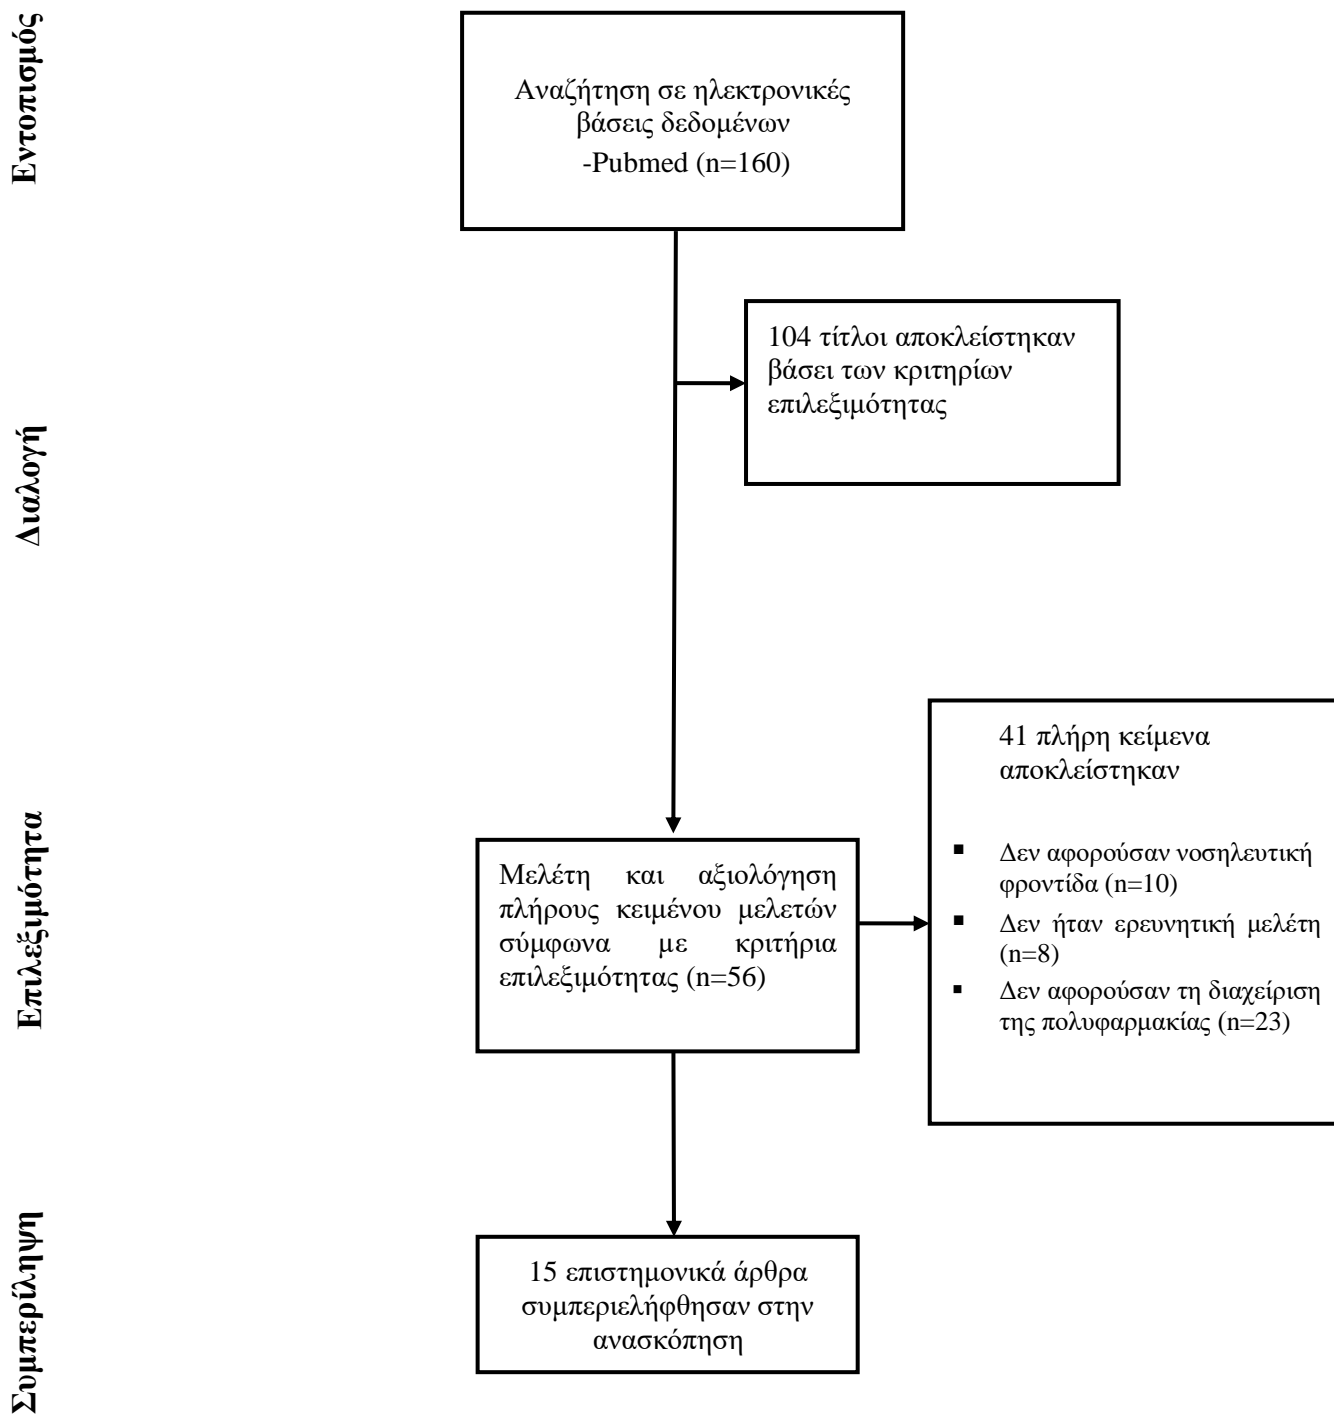 Εντοπισμός
Αναζήτηση σε ηλεκτρονικές
βάσεις δεδομένων
-Pubmed (n=160)
Διαλογή
104 τίτλοι αποκλείστηκαν
βάσει των κριτηρίων
επιλεξιμότητας
Επιλεξιμότητα
Μελέτη και αξιολόγηση
πλήρους κειμένου μελετών
σύμφωνα με κριτήρια
επιλεξιμότητας (n=56)
41 πλήρη κείμενα
αποκλείστηκαν
▪ Δεν αφορούσαν νοσηλευτική
φροντίδα (n=10)
▪ Δεν ήταν ερευνητική μελέτη
(n=8)
▪ Δεν αφορούσαν τη διαχείριση
της πολυφαρμακίας (n=23)
Συμπερίληψη
15 επιστημονικά άρθρα
συμπεριελήφθησαν στην
ανασκόπηση